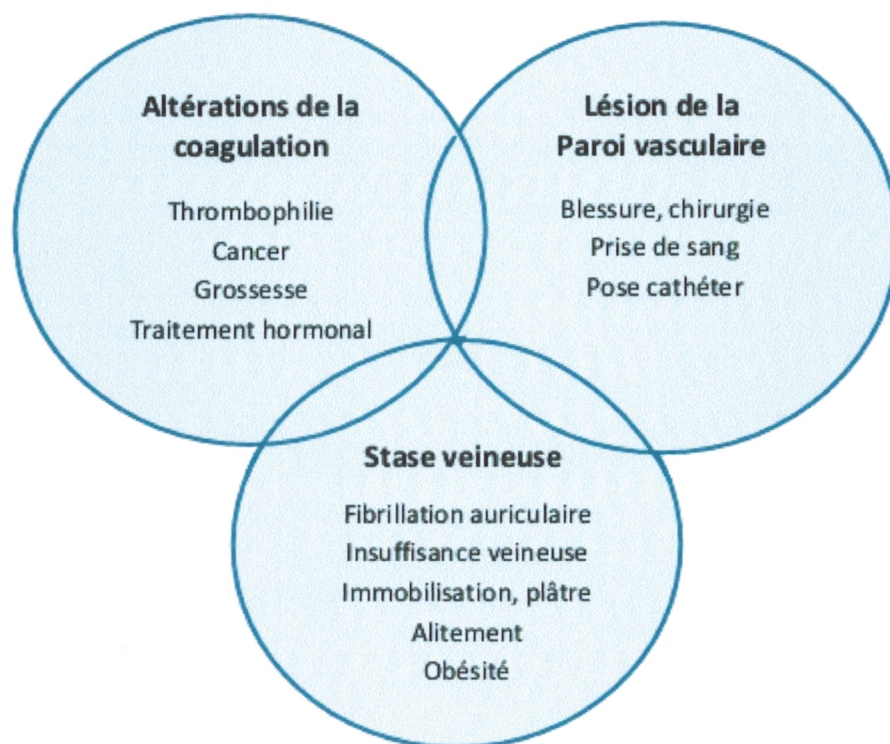 Altérations de la
coagulation
Thrombophilie
Cancer
Grossesse
Traitement hormonal
Lésion de la
Paroi vasculaire
Blessure, chirurgie
Prise de sang
Pose cathéter
Stase veineuse
Fibrillation auriculaire
Insuffisance veineuse
Immobilisation, plâtre
Alitement
Obésité